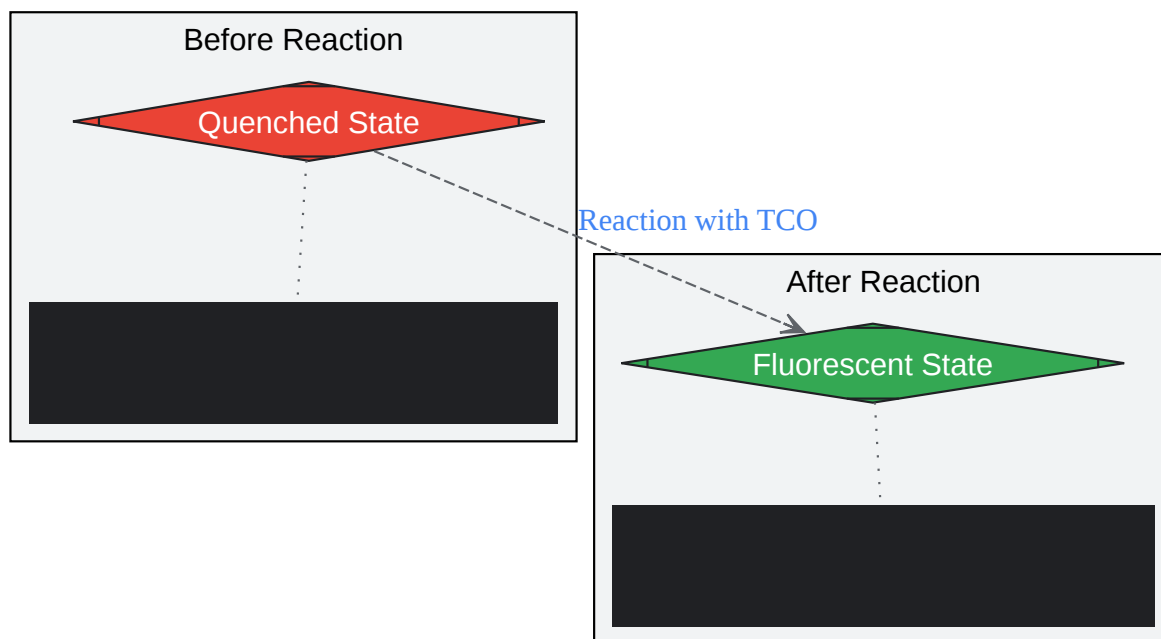 Before Reaction
Quenched State
Reaction with TCO
After Reaction
Fluorescent State